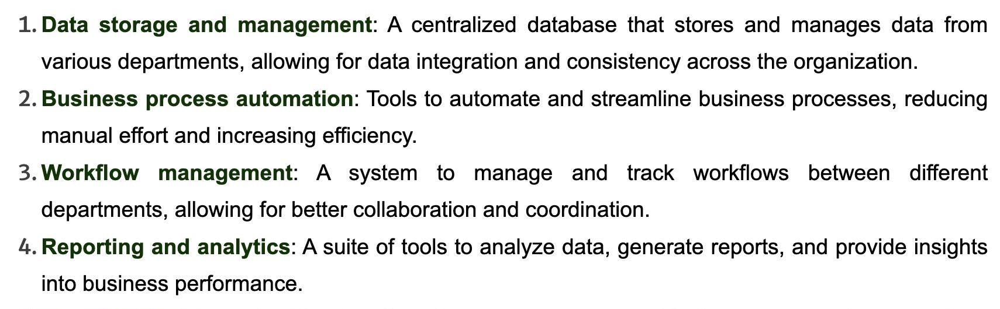 1. Data storage and management: A centralized database that stores and manages data from
various departments, allowing for data integration and consistency across the organization.
2. Business process automation: Tools to automate and streamline business processes, reducing
manual effort and increasing efficiency.
3. Workflow management: A system to manage and track workflows between different
departments, allowing for better collaboration and coordination.
4. Reporting and analytics: A suite of tools to analyze data, generate reports, and provide insights
into business performance.